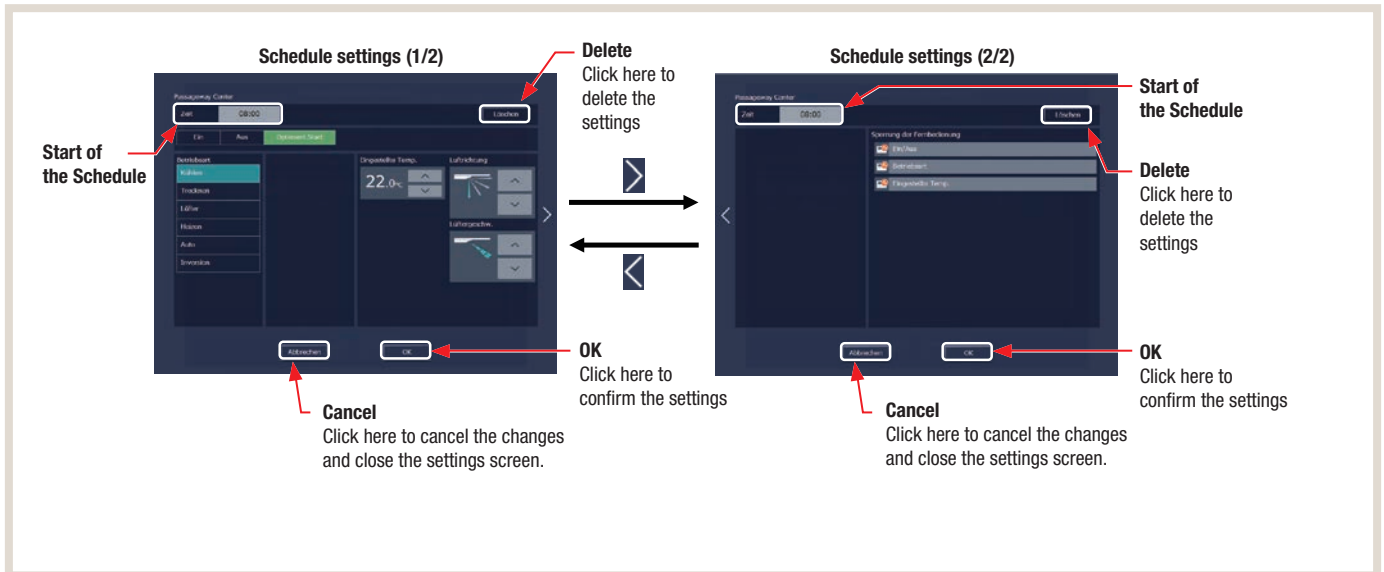 Schedule settings (1/2)
Passageway Center
Zeit 08:00
Löschen
Ein Aus Optimiert Start
Betriebsart
Kühlen
Trocknen
Lüfter
Heizen
Auto
Inversion
Eingestellte Temp.
22.0°C
Luftrichtung
Lüftergeschw.
Abbrechen OK
Start of
the Schedule
Delete
Click here to
delete the
settings
OK
Click here to
confirm the settings
Cancel
Click here to cancel the changes
and close the settings screen.
Schedule settings (2/2)
Passageway Center
Zeit 08:00
Löschen
Sperrung der Fernbedienung
Ein/Aus
Betriebsart
Eingestellte Temp.
Abbrechen OK
Start of
the Schedule
Delete
Click here to
delete the
settings
OK
Click here to
confirm the settings
Cancel
Click here to cancel the changes
and close the settings screen.